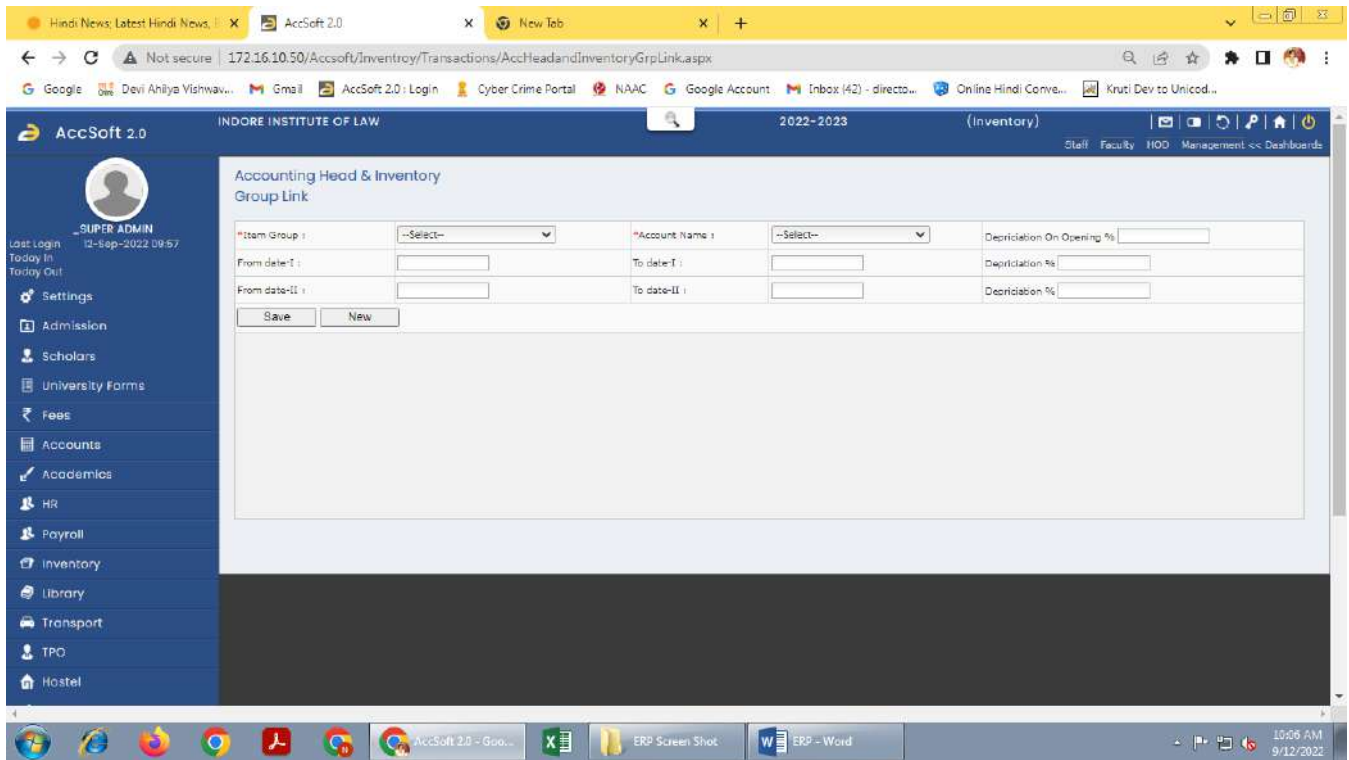 Hindi News; Latest Hindi News,
AccSoft 2.0
New Tab
Not secure | 172.16.10.50/Accsoft/Inventroy/Transactions/AccHeadandInventoryGrpLink.aspx
Google Devi Ahilya Vishwav... Gmail AccSoft 2.0 : Login Cyber Crime Portal NAAC Google Account Inbox (42) - directo... Online Hindi Conve... Kruti Dev to Unicod...
AccSoft 2.0
INDORE INSTITUTE OF LAW 2022-2023 (Inventory)
Staff Faculty HOD Management << Dashboards
Accounting Head & Inventory
Group Link
_SUPER ADMIN
Last Login 12-Sep-2022 09:57
Today In
Today Out
*Item Group : --Select-- *Account Name : --Select-- Depriciation On Opening %
From date-I : To date-I : Depriciation %
From date-II : To date-II : Depriciation %
Save New
Settings
Admission
Scholars
University Forms
Fees
Accounts
Academics
HR
Payroll
Inventory
Library
Transport
TPO
Hostel
AccSoft 2.0 - Goo... ERP Screen Shot ERP - Word
10:06 AM
9/12/2022